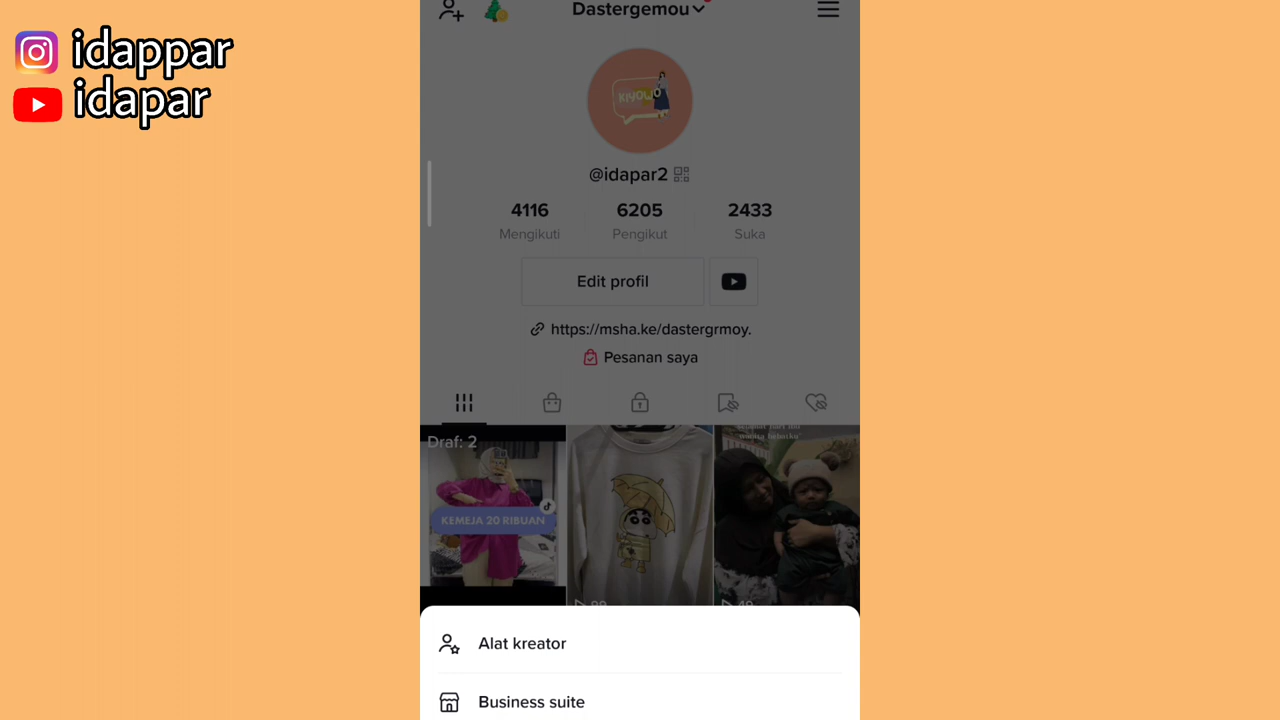 idappar
idapar
Dastergemou
KIYOWO
@idapar2
4116 6205 2433
Mengikuti Pengikut Suka
Edit profil
https://msha.ke/dastergrmoy.
Pesanan saya
Draf: 2
KEMEJA 20 RIBUAN
Alat kreator
Business suite